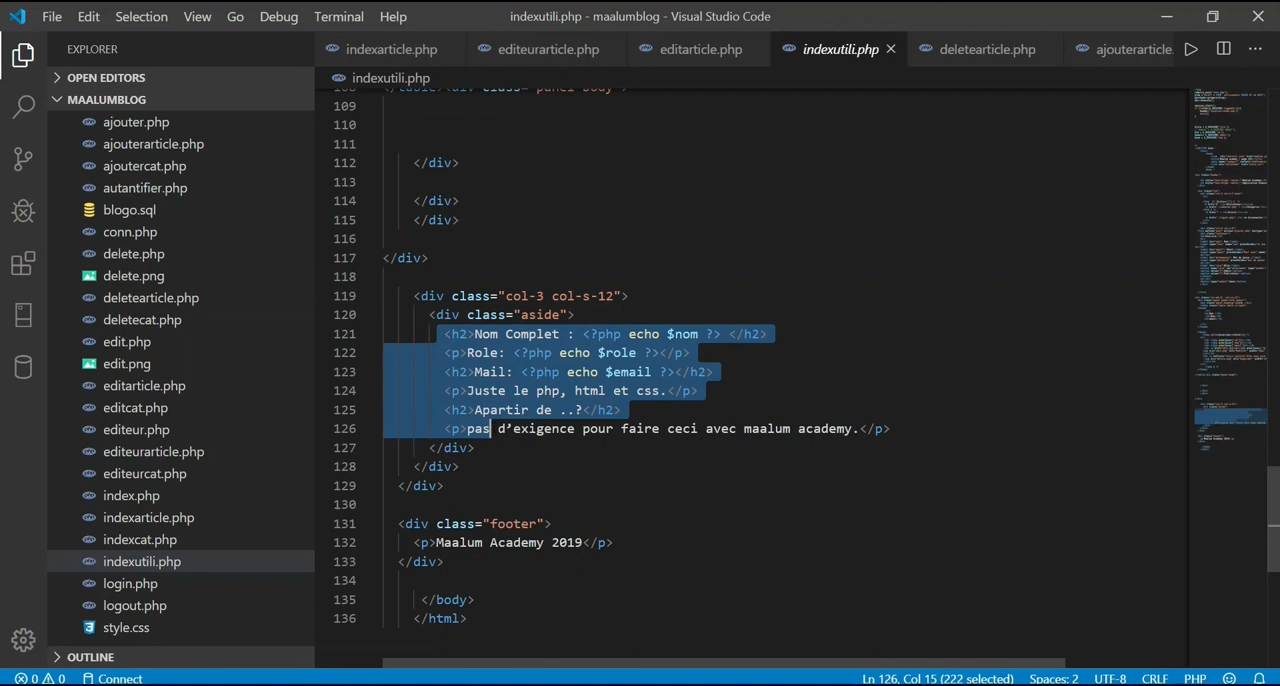 File Edit Selection View Go Debug Terminal Help indexutili.php - maalumblog - Visual Studio Code
EXPLORER
OPEN EDITORS
MAALUMBLOG
ajouter.php
ajouterarticle.php
ajoutercat.php
autantifier.php
blogo.sql
conn.php
delete.php
delete.png
deletearticle.php
deletecat.php
edit.php
edit.png
editarticle.php
editcat.php
editeur.php
editeurarticle.php
editeurcat.php
index.php
indexarticle.php
indexcat.php
indexutili.php
login.php
logout.php
style.css
OUTLINE
indexarticle.php editeurarticle.php editarticle.php indexutili.php deletearticle.php ajouterarticle.
indexutili.php
109
110
111
112 </div>
113
114 </div>
115 </div>
116
117 </div>
118
119 <div class="col-3 col-s-12">
120 <div class="aside">
121 <h2>Nom Complet : <?php echo $nom ?> </h2>
122 <p>Role: <?php echo $role ?></p>
123 <h2>Mail: <?php echo $email ?></h2>
124 <p>Juste le php, html et css.</p>
125 <h2>Apartir de ..?</h2>
126 <p>pas d’exigence pour faire ceci avec maalum academy.</p>
127 </div>
128 </div>
129 </div>
130
131 <div class="footer">
132 <p>Maalum Academy 2019</p>
133 </div>
134
135 </body>
136 </html>
0 0 Connect Ln 126, Col 15 (222 selected) Spaces: 2 UTF-8 CRLF PHP